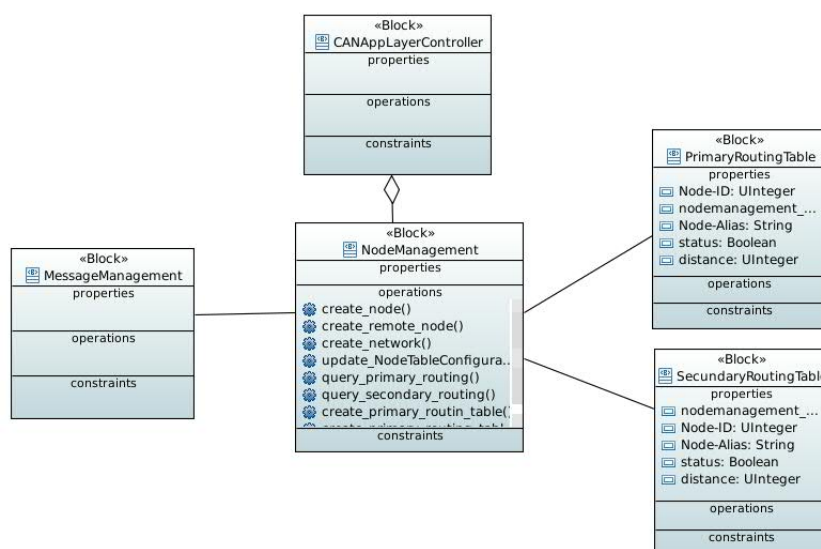 «Block»
CANAppLayerController
properties
operations
constraints
«Block»
PrimaryRoutingTable
properties
Node-ID: UInteger
nodemanagement_...
Node-Alias: String
status: Boolean
distance: UInteger
operations
constraints
«Block»
NodeManagement
properties
operations
create_node()
create_remote_node()
create_network()
update_NodeTableConfigura...
query_primary_routing()
query_secondary_routing()
create_primary_routin_table()
constraints
«Block»
MessageManagement
properties
operations
constraints
«Block»
SecundaryRoutingTable
properties
nodemanagement_...
Node-ID: UInteger
Node-Alias: String
status: Boolean
distance: UInteger
operations
constraints